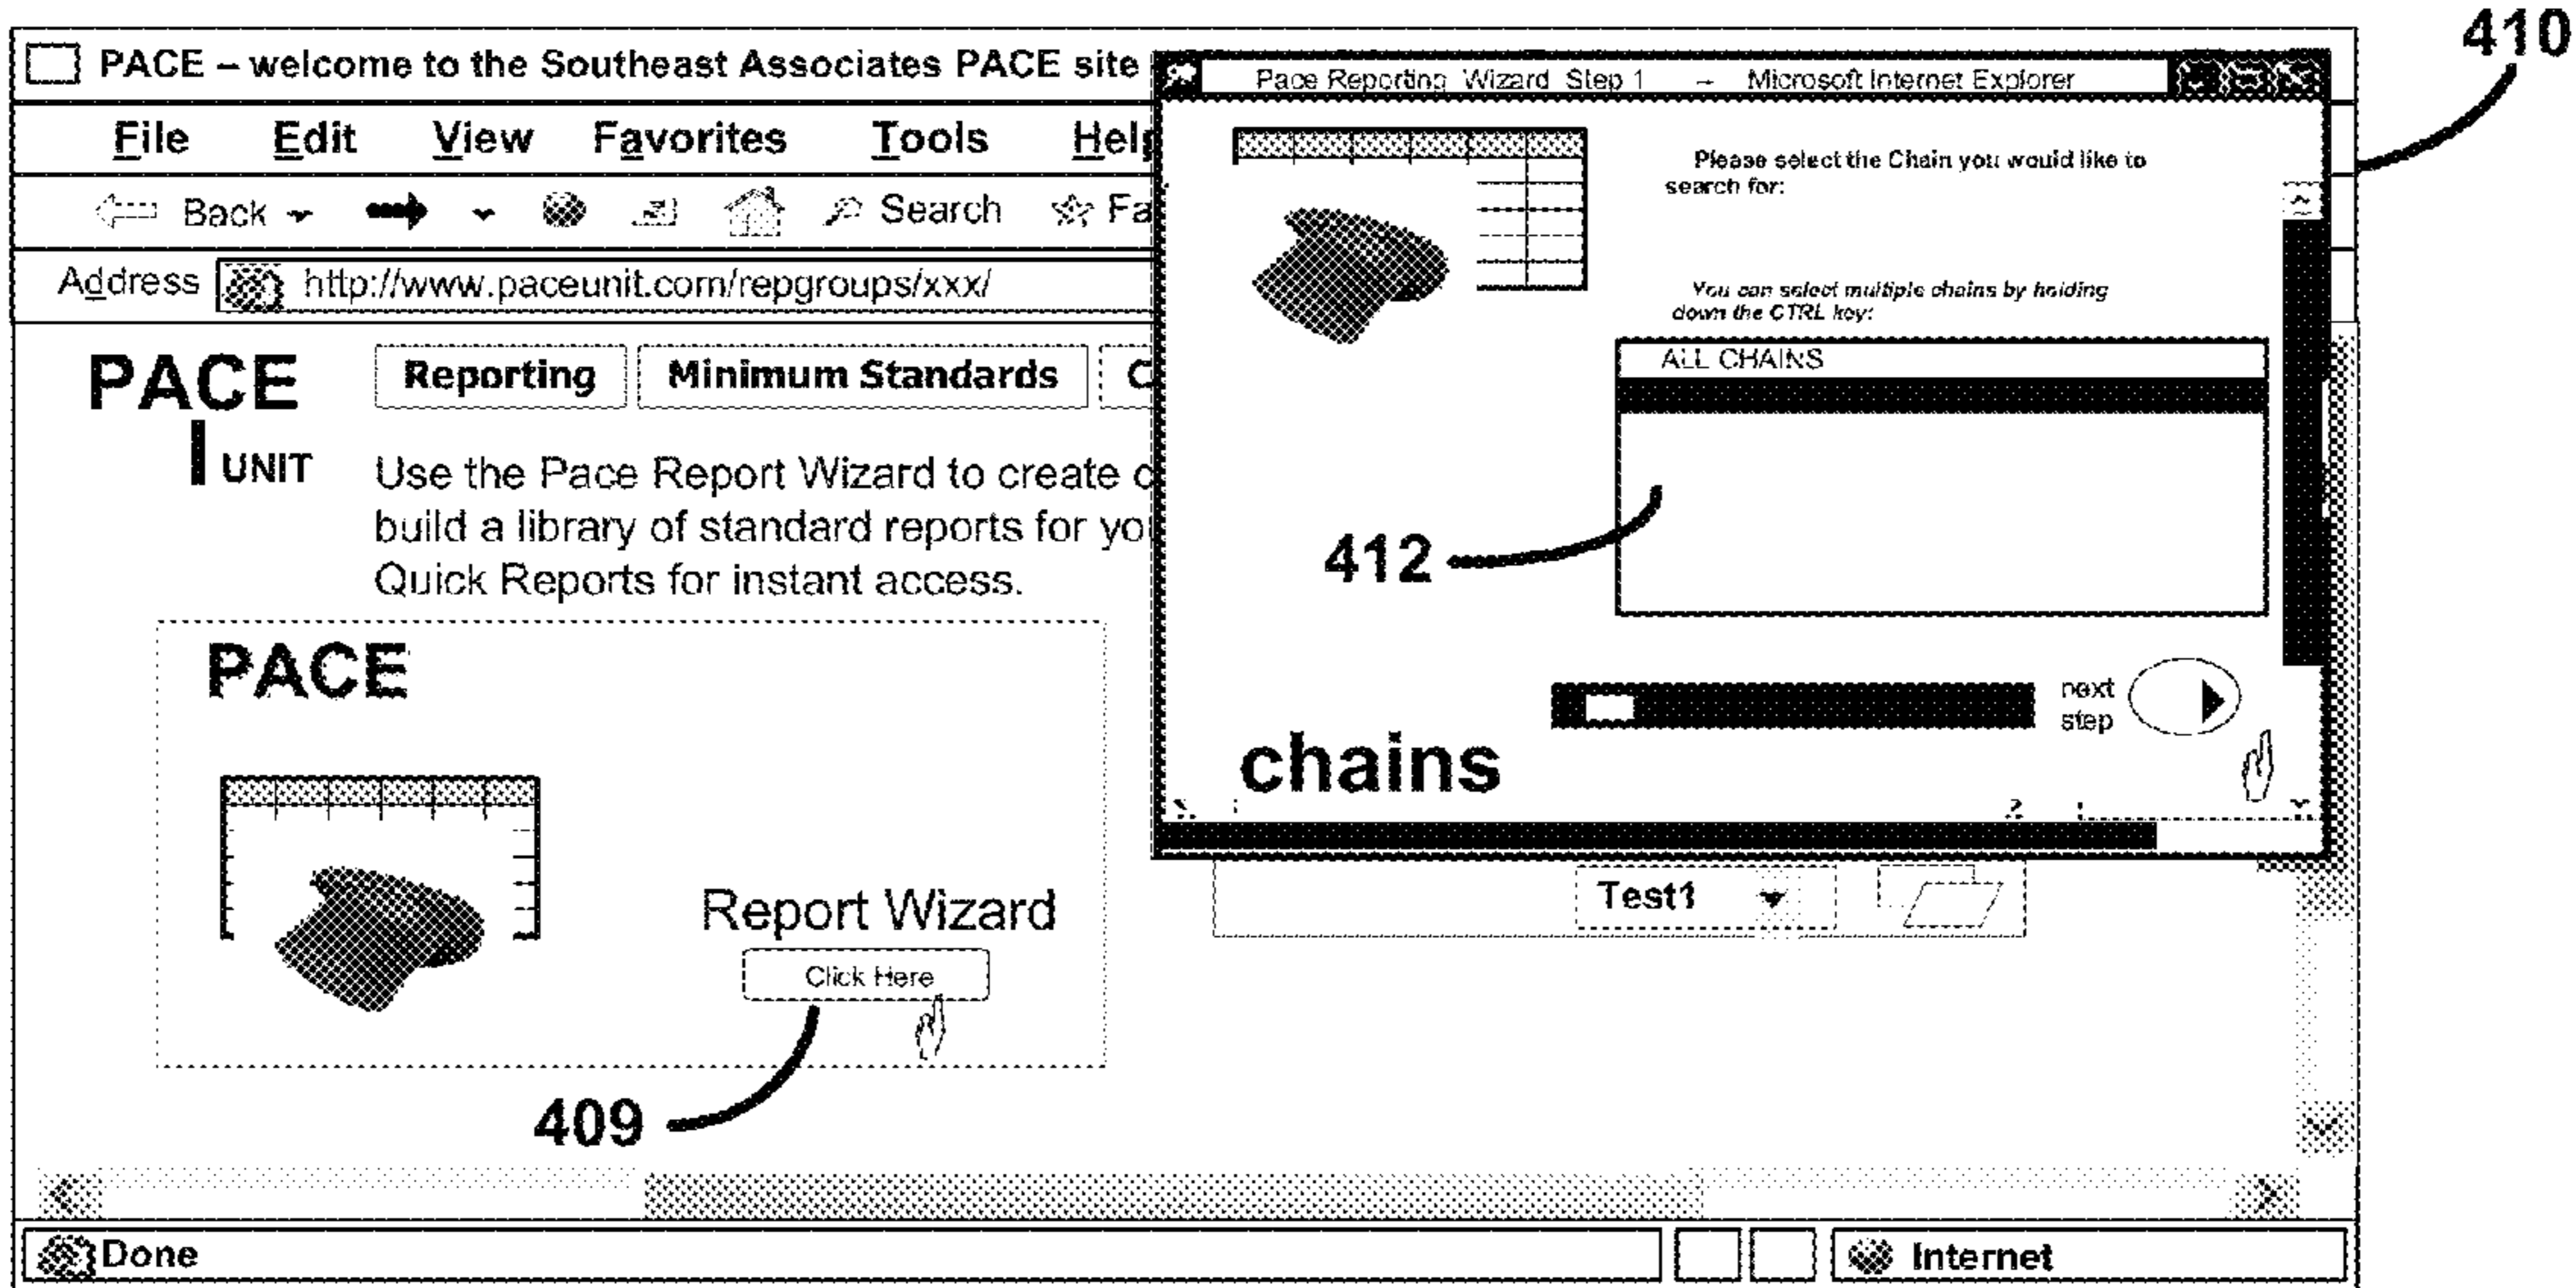 410
PACE – welcome to the Southeast Associates PACE site
Pace Reporting Wizard Step 1 – Microsoft Internet Explorer
File Edit View Favorites Tools Help
Back Search Fa
Address http://www.paceunit.com/repgroups/xxx/
Please select the Chain you would like to
search for:
You can select multiple chains by holding
down the CTRL key:
ALL CHAINS
412
next
step
chains
PACE
UNIT
Reporting Minimum Standards C
Use the Pace Report Wizard to create c
build a library of standard reports for you
Quick Reports for instant access.
PACE
Report Wizard
Click Here
409
Test1
Done Internet